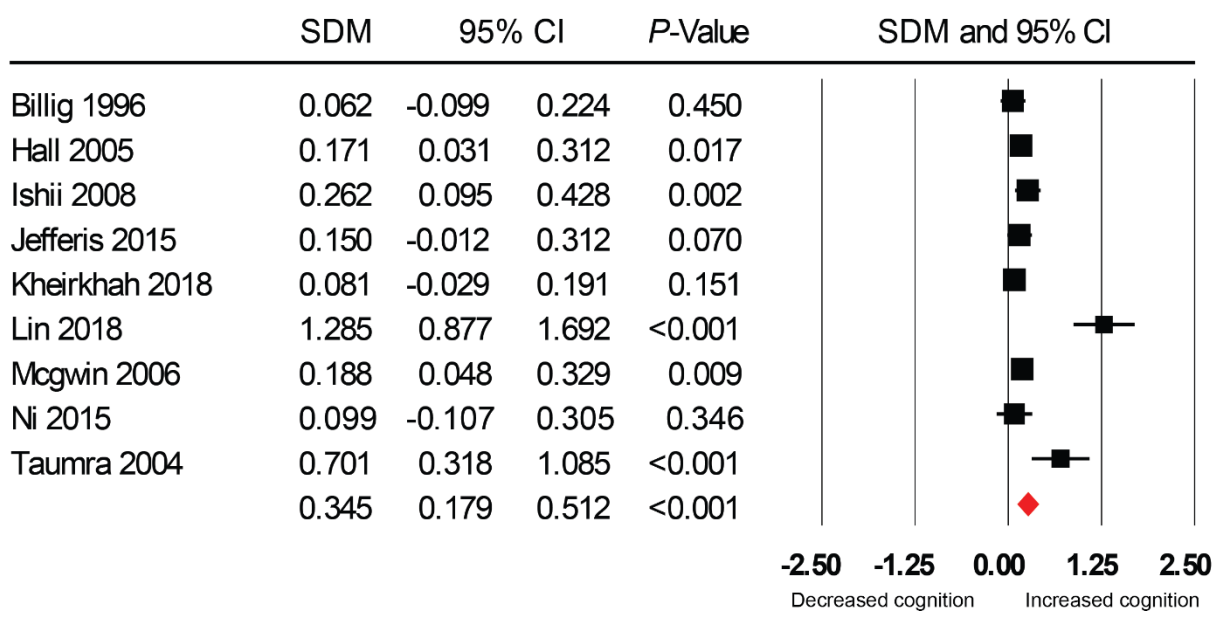 SDM 95% CI P-Value SDM and 95% CI
Billig 1996 0.062 -0.099 0.224 0.450
Hall 2005 0.171 0.031 0.312 0.017
Ishii 2008 0.262 0.095 0.428 0.002
Jefferis 2015 0.150 -0.012 0.312 0.070
Kheirkhah 2018 0.081 -0.029 0.191 0.151
Lin 2018 1.285 0.877 1.692 <0.001
Mcgwin 2006 0.188 0.048 0.329 0.009
Ni 2015 0.099 -0.107 0.305 0.346
Taumra 2004 0.701 0.318 1.085 <0.001
0.345 0.179 0.512 <0.001
-2.50 -1.25 0.00 1.25 2.50
Decreased cognition Increased cognition